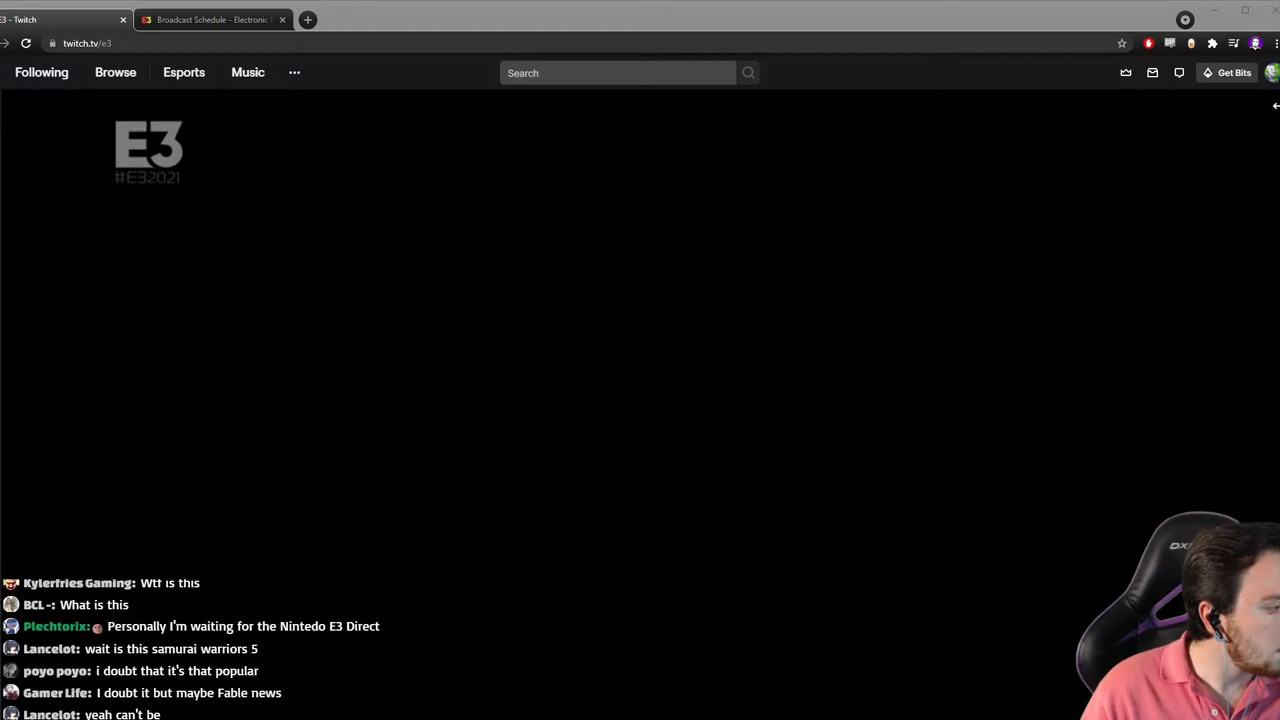 E3 - Twitch
Broadcast Schedule - Electronic
twitch.tv/e3
Following Browse Esports Music
Search
Get Bits
E3
#E32021
DX
Kylerfries Gaming: Wtf is this
BCL -: What is this
Plechtorix: Personally I'm waiting for the Nintedo E3 Direct
Lancelot: wait is this samurai warriors 5
poyo poyo: i doubt that it's that popular
Gamer Life: I doubt it but maybe Fable news
Lancelot: yeah can't be